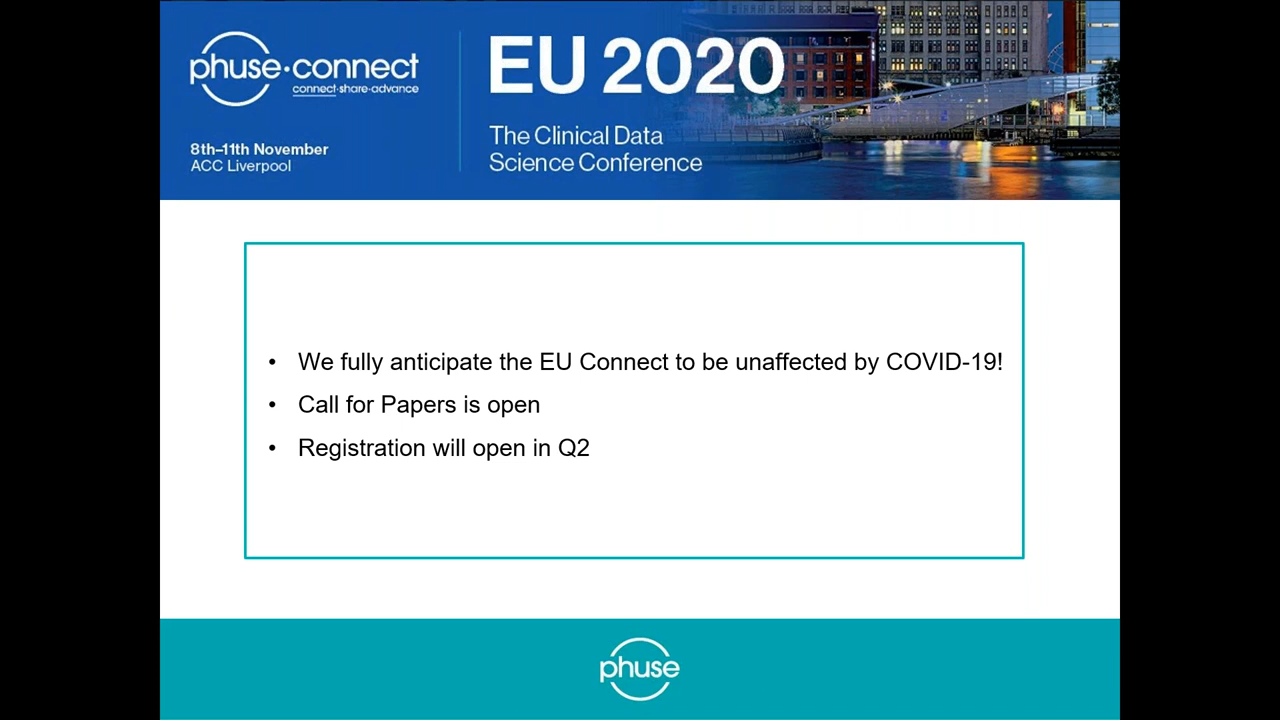 phuse•connect
connect•share•advance
8th–11th November
ACC Liverpool
EU 2020
The Clinical Data
Science Conference
• We fully anticipate the EU Connect to be unaffected by COVID-19!
• Call for Papers is open
• Registration will open in Q2
phuse